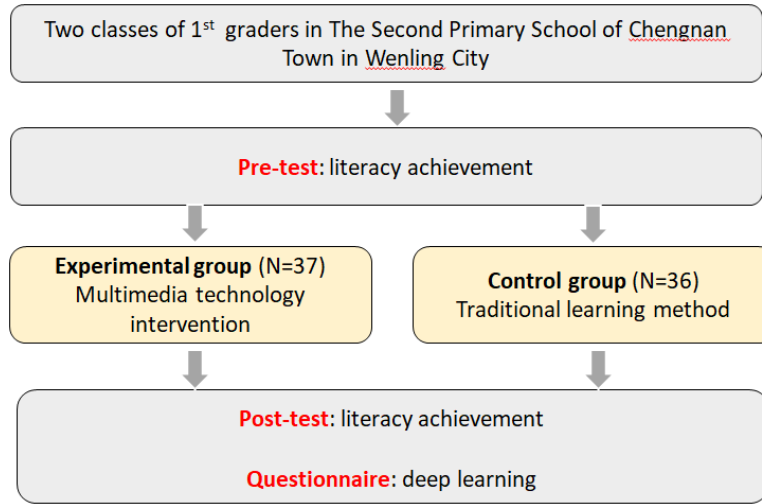 Two classes of 1st graders in The Second Primary School of Chengnan
Town in Wenling City
Pre-test: literacy achievement
Experimental group (N=37)
Multimedia technology
intervention
Control group (N=36)
Traditional learning method
Post-test: literacy achievement
Questionnaire: deep learning